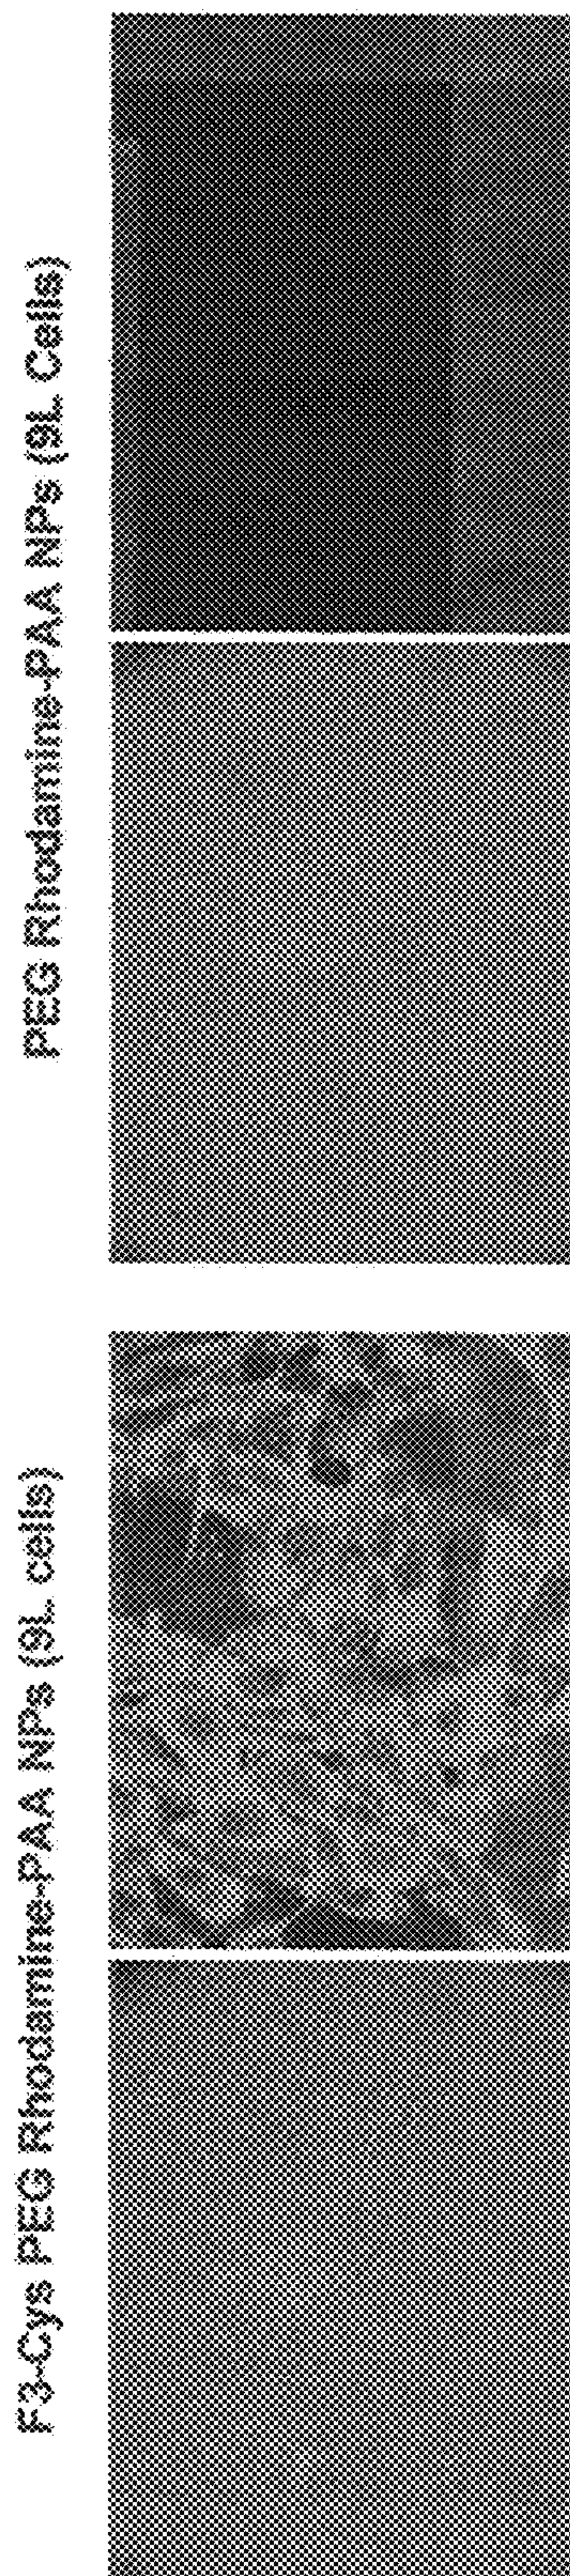 PEG Rhodamine-PAA NPs (9L Cells)
F3-Cys PEG Rhodamine-PAA NPs (9L cells)